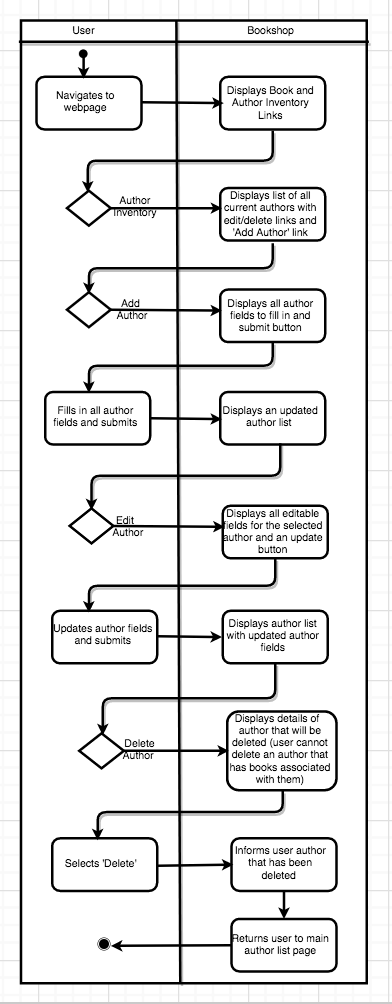 User
Bookshop
Navigates to
webpage
Displays Book and
Author Inventory
Links
Author
Inventory
Displays list of all
current authors with
edit/delete links and
'Add Author' link
Add
Author
Displays all author
fields to fill in and
submit button
Fills in all author
fields and submits
Displays an updated
author list
Edit
Author
Displays all editable
fields for the selected
author and an update
button
Updates author fields
and submits
Displays author list
with updated author
fields
Delete
Author
Displays details of
author that will be
deleted (user cannot
delete an author that
has books associated
with them)
Selects 'Delete'
Informs user author
that has been
deleted
Returns user to main
author list page